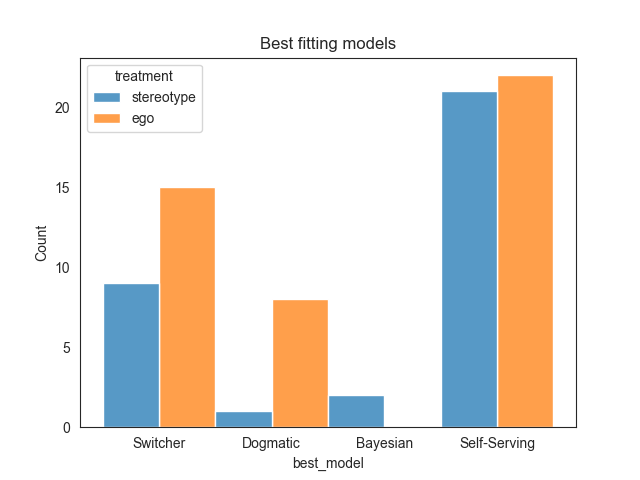 Best fitting models
treatment
stereotype
ego
20
15
10
5
0
Count
Switcher
Dogmatic
Bayesian
Self-Serving
best_model